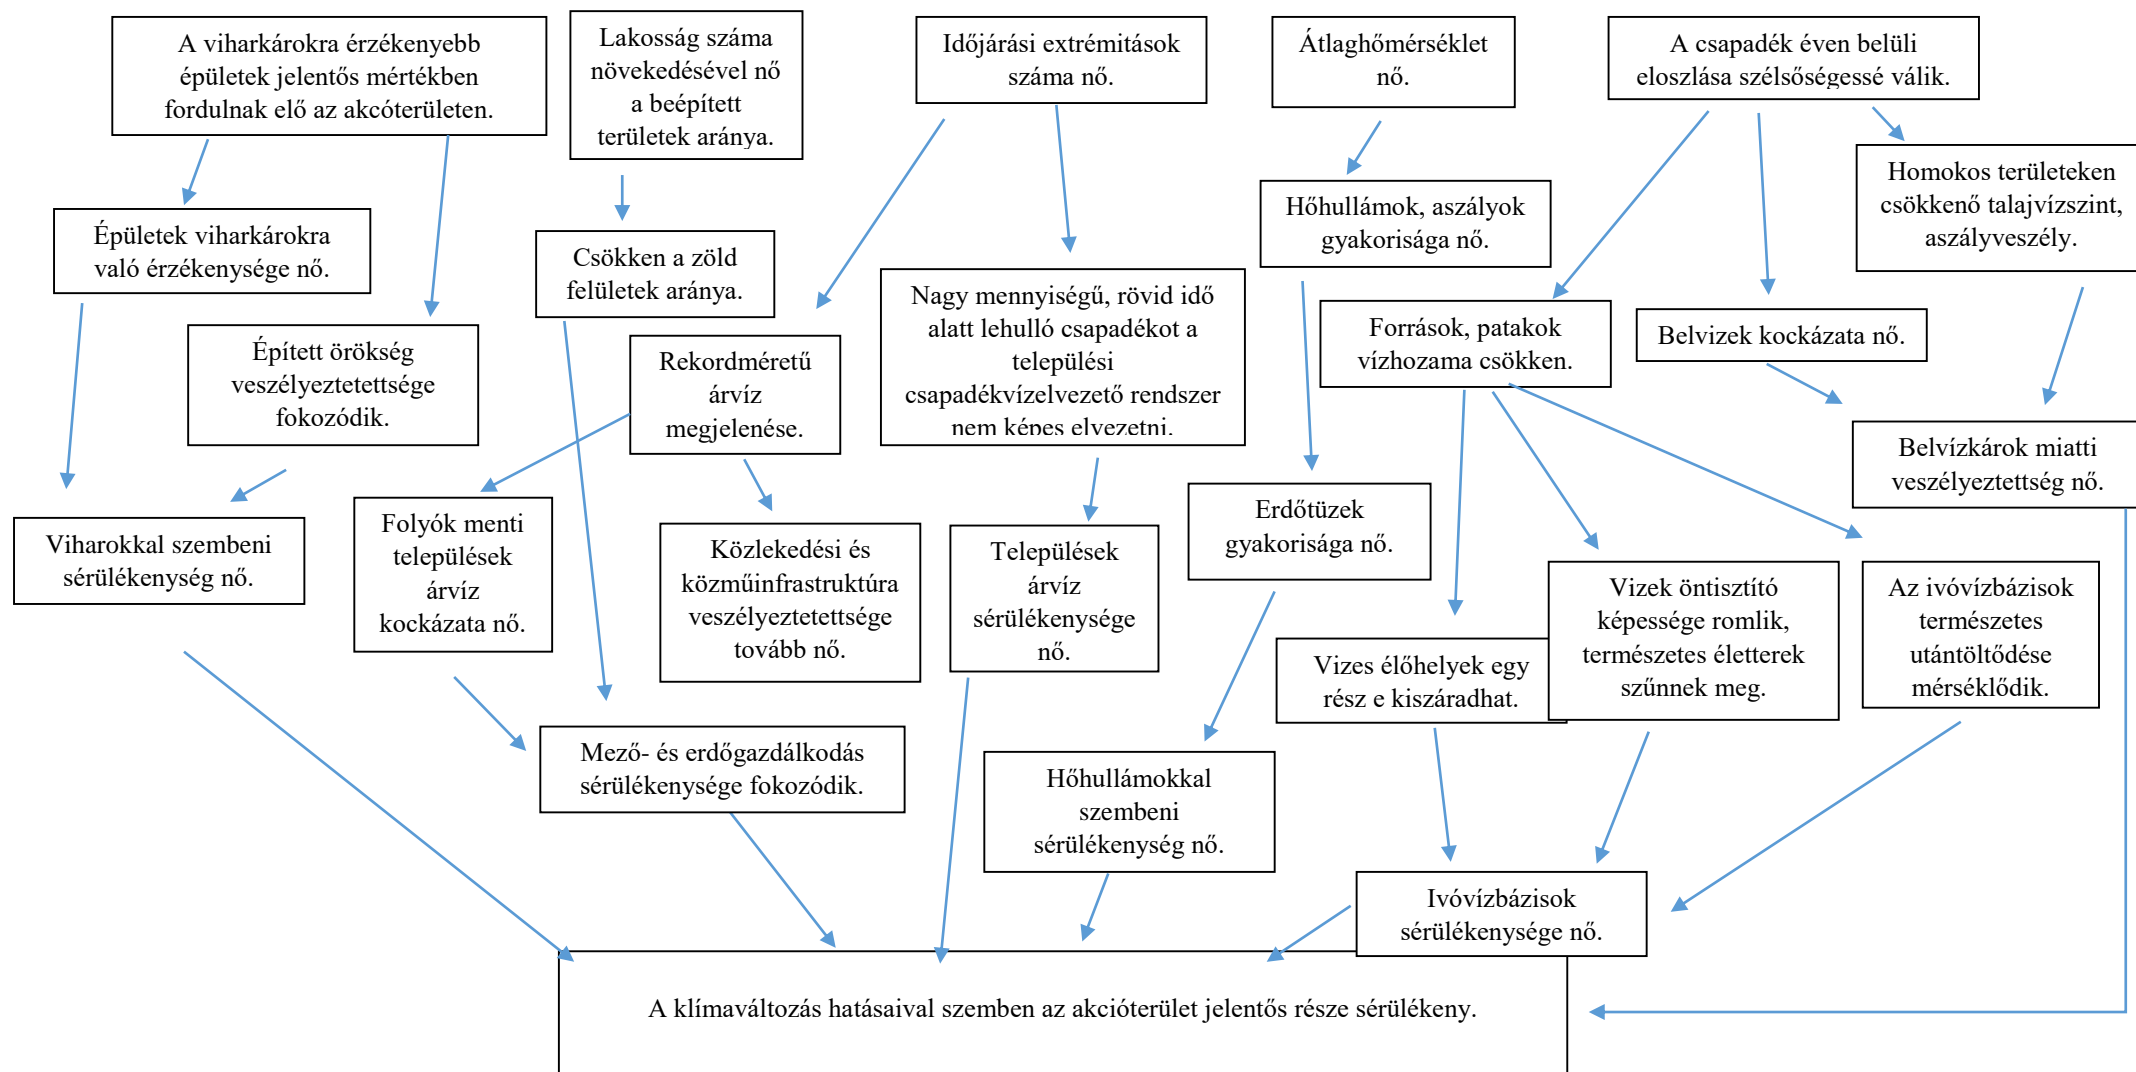 A viharkárokra érzékenyebb
épületek jelentős mértékben
fordulnak elő az akcóterületen.
Lakosság száma
növekedésével nő
a beépített
területek aránya.
Időjárási extrémitások
száma nő.
Átlaghőmérséklet
nő.
A csapadék éven belüli
eloszlása szélsőségessé válik.
Homokos területeken
csökkenő talajvízszint,
aszályveszély.
Hőhullámok, aszályok
gyakorisága nő.
Épületek viharkárokra
való érzékenysége nő.
Csökken a zöld
felületek aránya.
Nagy mennyiségű, rövid idő
alatt lehulló csapadékot a
települési
csapadékvízelvezető rendszer
nem képes elvezetni.
Források, patakok
vízhozama csökken.
Belvizek kockázata nő.
Épített örökség
veszélyeztetettsége
fokozódik.
Rekordméretű
árvíz
megjelenése.
Belvízkárok miatti
veszélyeztettség nő.
Erdőtüzek
gyakorisága nő.
Viharokkal szembeni
sérülékenység nő.
Folyók menti
települések
árvíz
kockázata nő.
Közlekedési és
közműinfrastruktúra
veszélyeztetettsége
tovább nő.
Települések
árvíz
sérülékenysége
nő.
Vizes élőhelyek egy
rész e kiszáradhat.
Vizek öntisztító
képessége romlik,
természetes életterek
szűnnek meg.
Az ivóvízbázisok
természetes
utántöltődése
mérséklődik.
Mező- és erdőgazdálkodás
sérülékenysége fokozódik.
Hőhullámokkal
szembeni
sérülékenység nő.
Ivóvízbázisok
sérülékenysége nő.
A klímaváltozás hatásaival szemben az akcióterület jelentős része sérülékeny.